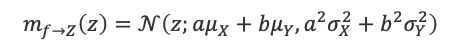 m_{f→Z}(z) = 𝒩(z; aμ_X + bμ_Y, a²σ_X² + b²σ_Y²)